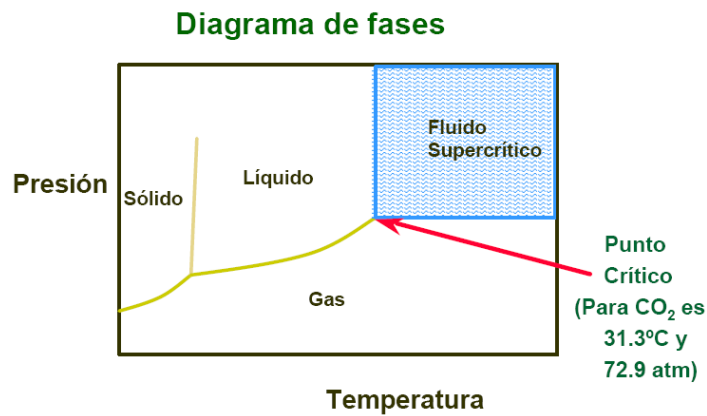 Diagrama de fases
Presión
Sólido
Líquido
Fluido
Supercrítico
Gas
Punto
Crítico
(Para CO₂ es
31.3ºC y
72.9 atm)
Temperatura